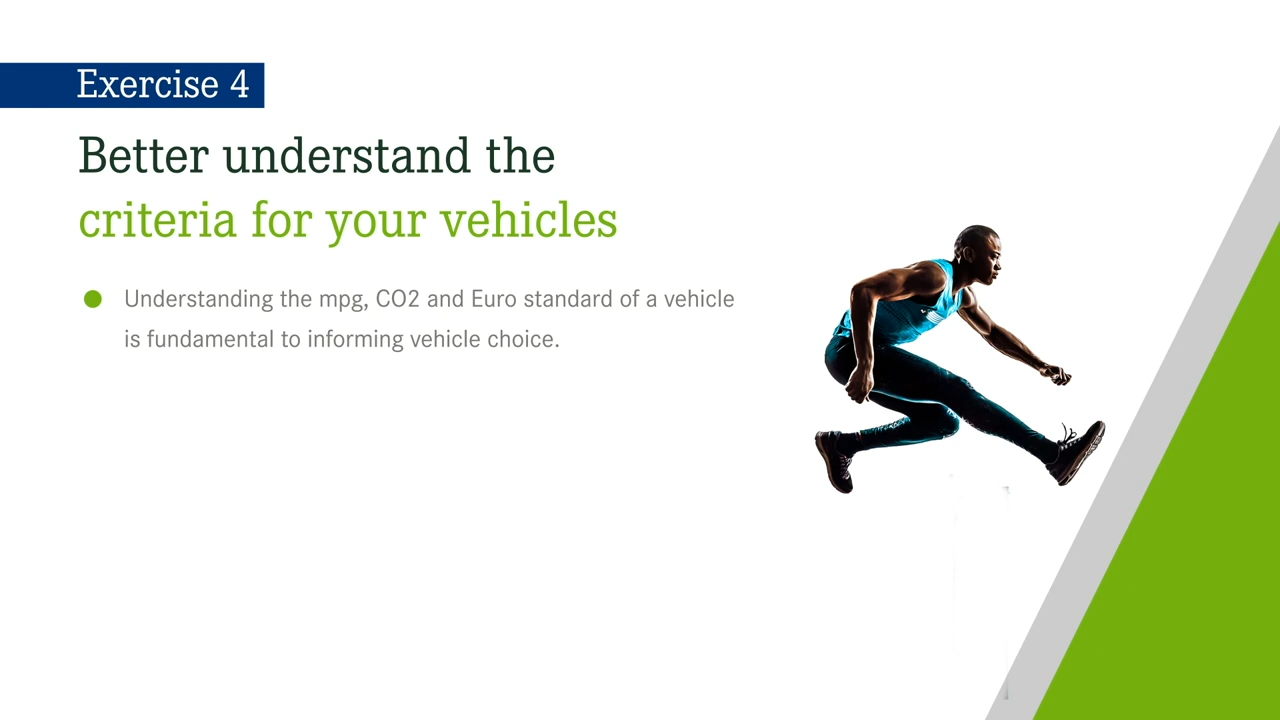 Exercise 4
Better understand the
criteria for your vehicles
Understanding the mpg, CO2 and Euro standard of a vehicle
is fundamental to informing vehicle choice.